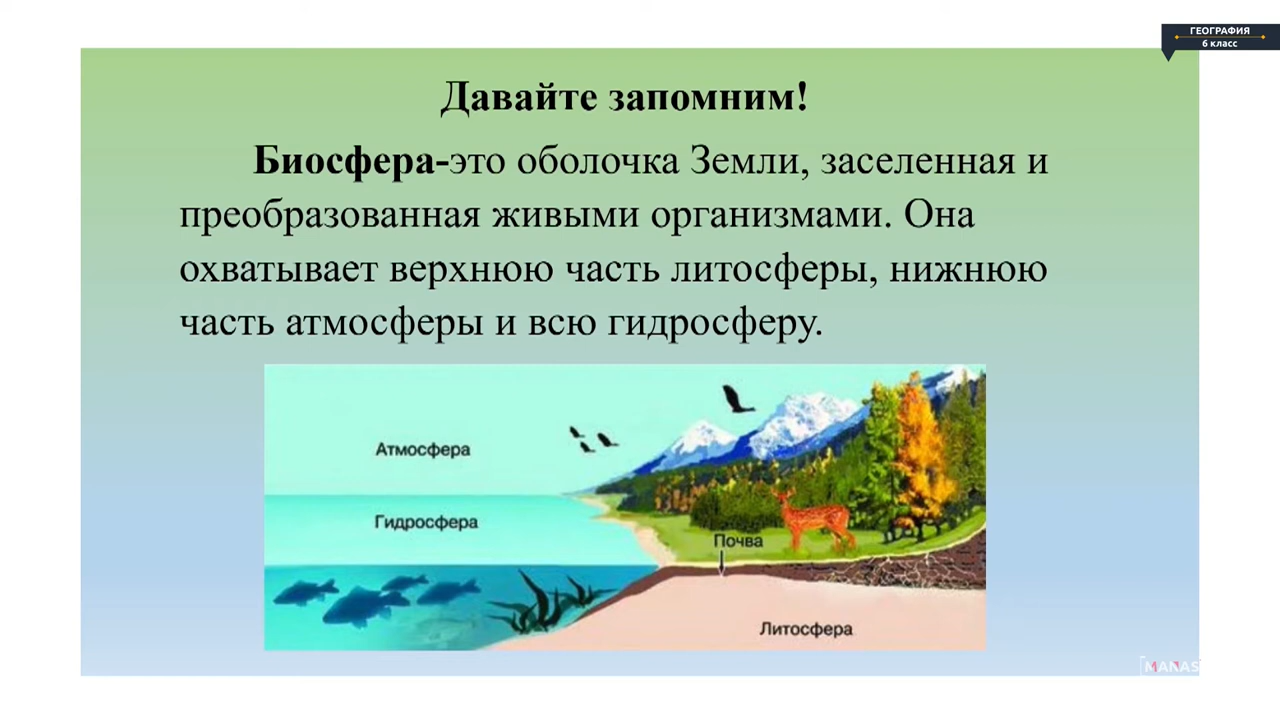 ГЕОГРАФИЯ
6 класс
Давайте запомним!
Биосфера-это оболочка Земли, заселенная и
преобразованная живыми организмами. Она
охватывает верхнюю часть литосферы, нижнюю
часть атмосферы и всю гидросферу.
Атмосфера
Гидросфера
Почва
Литосфера
MANAS